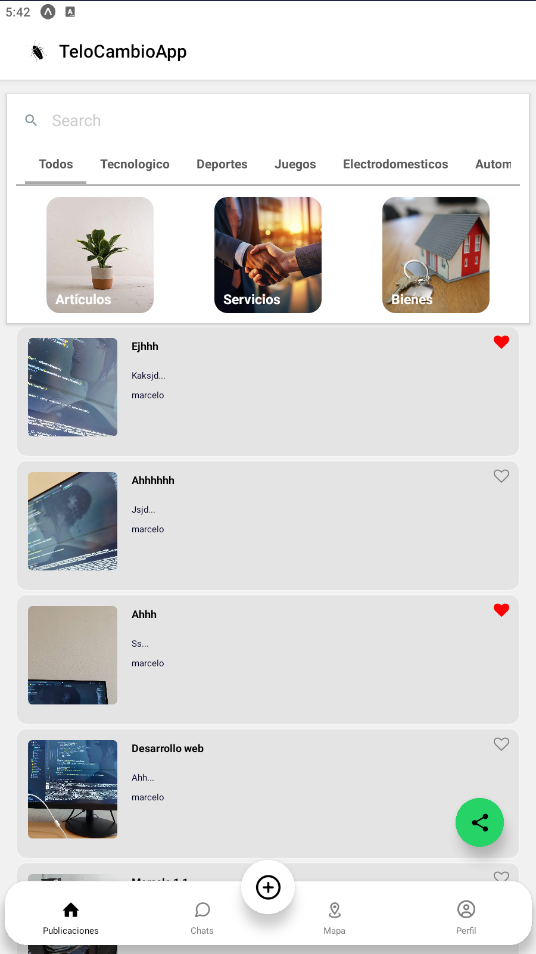 5:42
TeloCambioApp
Search
Todos Tecnologico Deportes Juegos Electrodomesticos Autom
Artículos Servicios Bienes
Ejhhh
Kaksjd...
marcelo
Ahhhhhh
Jsjd...
marcelo
Ahhh
Ss...
marcelo
Desarrollo web
Ahh...
marcelo
Publicaciones Chats Mapa Perfil